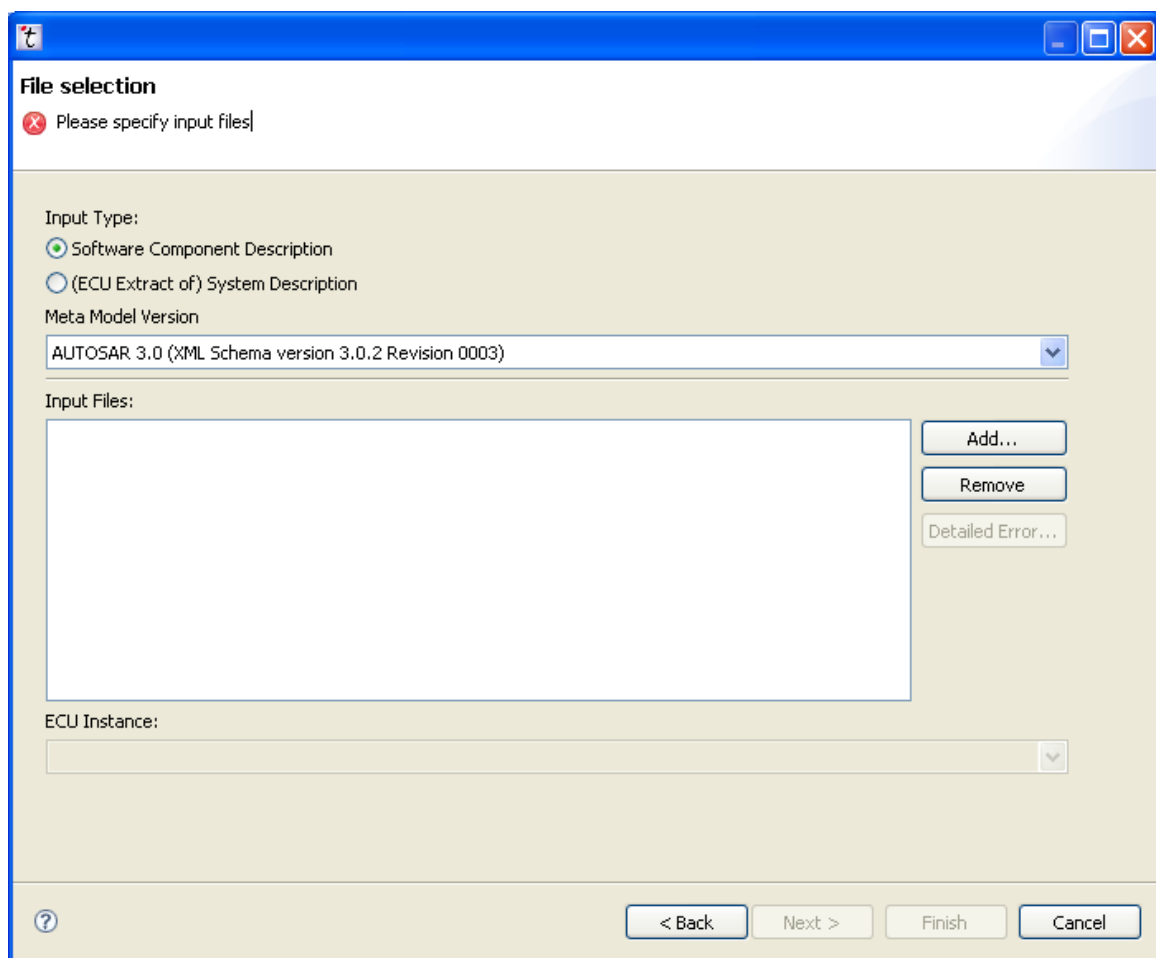 File selection
Please specify input files
Input Type:
Software Component Description
(ECU Extract of) System Description
Meta Model Version
AUTOSAR 3.0 (XML Schema version 3.0.2 Revision 0003)
Input Files:
Add...
Remove
Detailed Error...
ECU Instance:
< Back Next > Finish Cancel